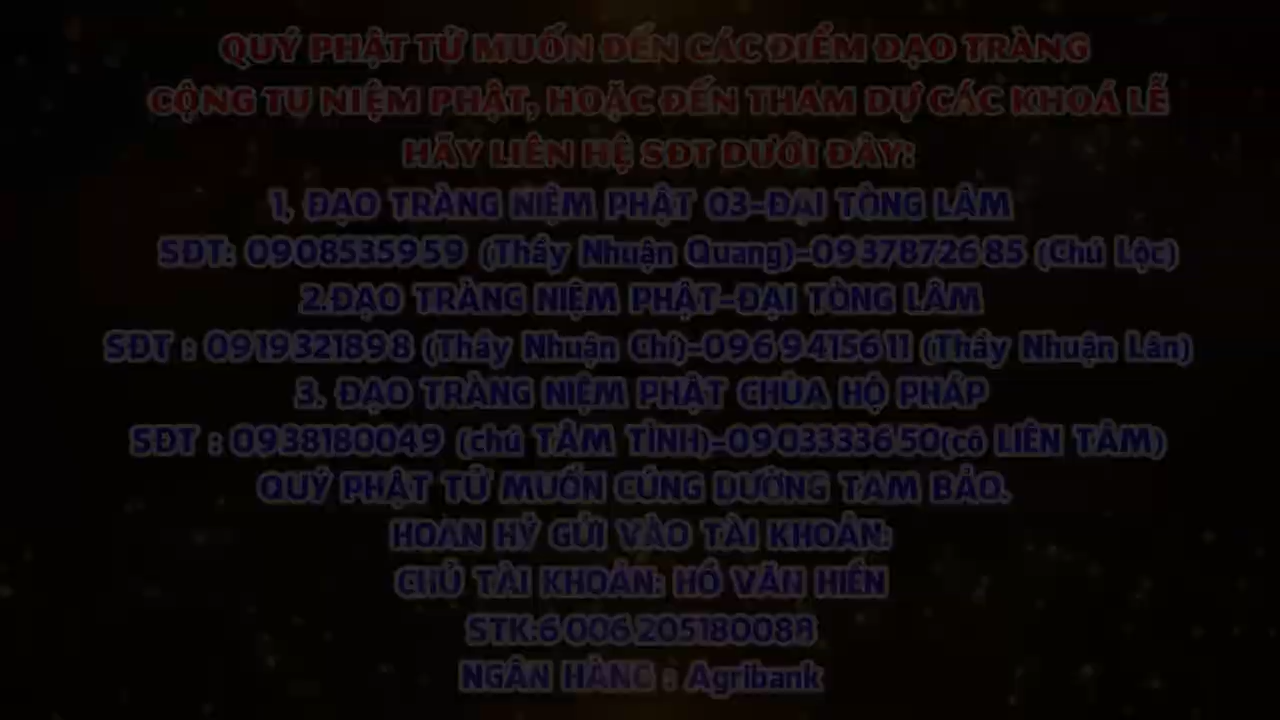 QUÝ PHẬT TỬ MUỐN ĐẾN CÁC ĐIỂM ĐẠO TRÀNG
CỘNG TU NIỆM PHẬT, HOẶC ĐẾN THAM DỰ CÁC KHOÁ LỄ
HÃY LIÊN HỆ SĐT DƯỚI ĐÂY:
1, ĐẠO TRÀNG NIỆM PHẬT 03-ĐẠI TÒNG LÂM
SĐT: 0908535959 (Thầy Nhuận Quang)-0937872685 (Chú Lộc)
2.ĐẠO TRÀNG NIỆM PHẬT-ĐẠI TÒNG LÂM
SĐT : 0919321898 (Thầy Nhuận Chí)-0969415611 (Thầy Nhuận Lân)
3, ĐẠO TRÀNG NIỆM PHẬT CHÙA HỘ PHÁP
SĐT : 0938180049 (chú TÂM TỊNH)-0903333650(cô LIÊN TÂM)
QUÝ PHẬT TỬ MUỐN CÚNG DƯỜNG TAM BẢO,
HOAN HỶ GỬI VÀO TÀI KHOẢN:
CHỦ TÀI KHOẢN: HỒ VĂN HIỀN
STK:6006205180088
NGÂN HÀNG : Agribank